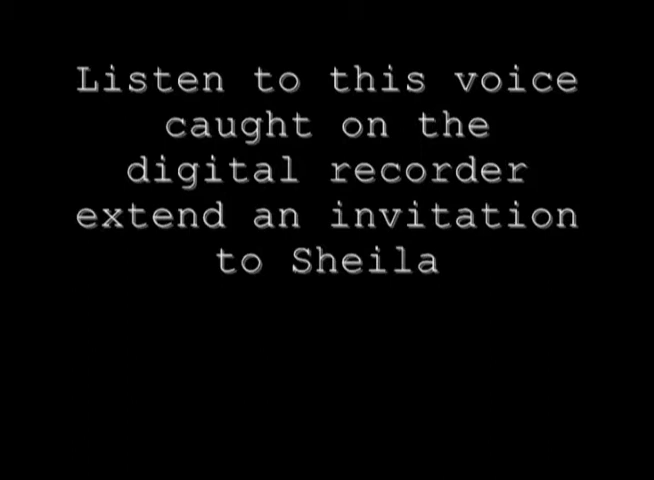 Listen to this voice
caught on the
digital recorder
extend an invitation
to Sheila